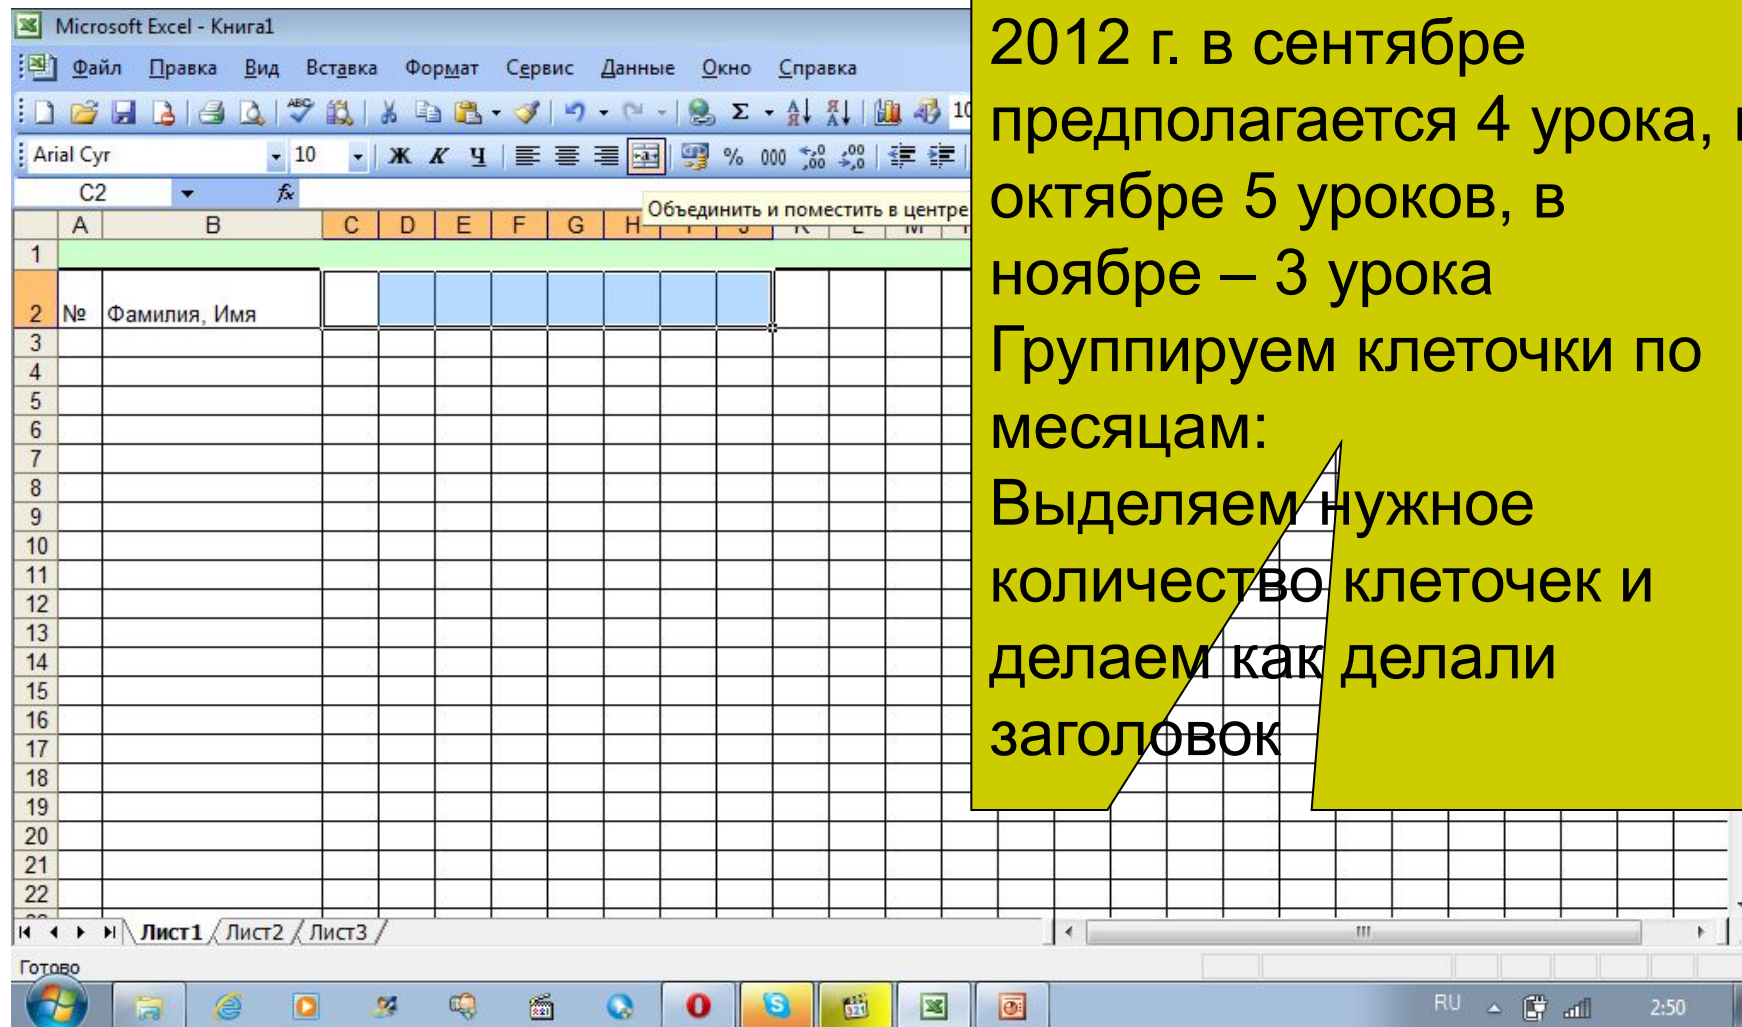 Microsoft Excel - Книга1
Файл Правка Вид Вставка Формат Сервис Данные Окно Справка
Arial Cyr 10 Ж К Ч % 000
C2 fx
Объединить и поместить в центре
A B C D E F G H
1
2 № Фамилия, Имя
3
4
5
6
7
8
9
10
11
12
13
14
15
16
17
18
19
20
21
22
2012 г. в сентябре
предполагается 4 урока,
октябре 5 уроков, в
ноябре – 3 урока
Группируем клеточки по
месяцам:
Выделяем нужное
количество клеточек и
делаем как делали
заголовок
Лист1 Лист2 Лист3
Готово
RU 2:50